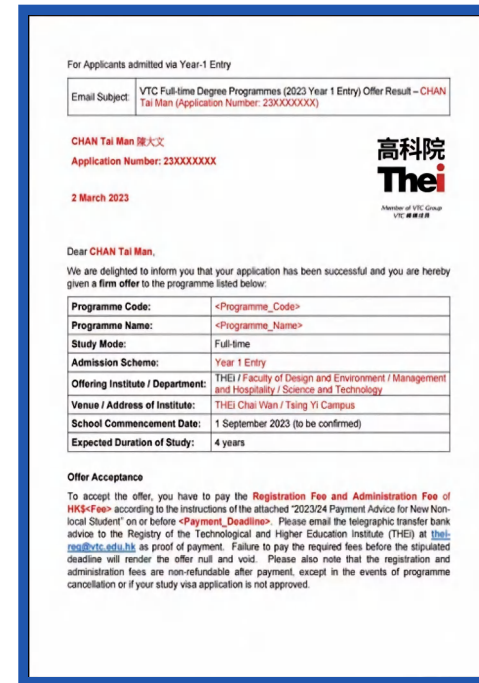 For Applicants admitted via Year-1 Entry
Email Subject: VTC Full-time Degree Programmes (2023 Year 1 Entry) Offer Result – CHAN
Tai Man (Application Number: 23XXXXXXX)
CHAN Tai Man 陳大文
Application Number: 23XXXXXXX
高科院
THei
Member of VTC Group
VTC 機構成員
2 March 2023
Dear CHAN Tai Man,
We are delighted to inform you that your application has been successful and you are hereby
given a firm offer to the programme listed below:
Programme Code: <Programme_Code>
Programme Name: <Programme_Name>
Study Mode: Full-time
Admission Scheme: Year 1 Entry
Offering Institute / Department: THEi / Faculty of Design and Environment / Management
and Hospitality / Science and Technology
Venue / Address of Institute: THEi Chai Wan / Tsing Yi Campus
School Commencement Date: 1 September 2023 (to be confirmed)
Expected Duration of Study: 4 years
Offer Acceptance
To accept the offer, you have to pay the Registration Fee and Administration Fee of
HK$<Fee> according to the instructions of the attached "2023/24 Payment Advice for New Non-
local Student" on or before <Payment_Deadline>. Please email the telegraphic transfer bank
advice to the Registry of the Technological and Higher Education Institute (THEi) at thei-
reg@vtc.edu.hk as proof of payment. Failure to pay the required fees before the stipulated
deadline will render the offer null and void. Please also note that the registration and
administration fees are non-refundable after payment, except in the events of programme
cancellation or if your study visa application is not approved.